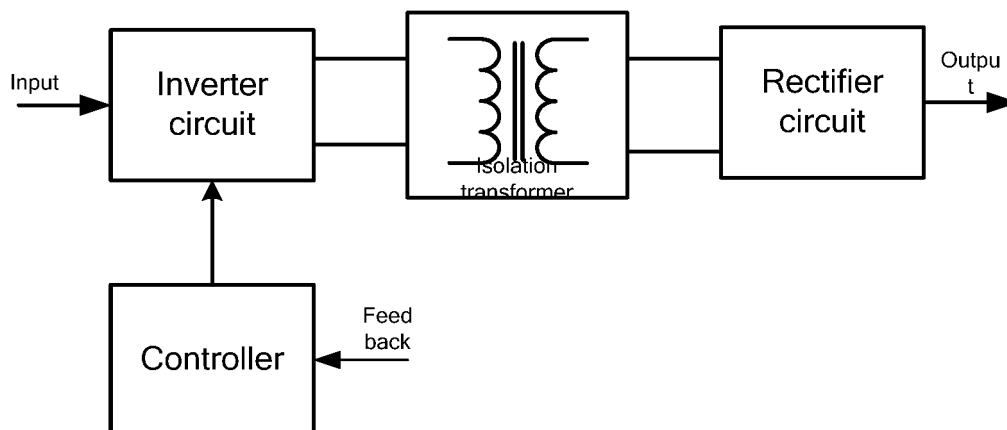 Input
Inverter
circuit
Isolation
transformer
Rectifier
circuit
Outpu
t
Controller
Feed
back